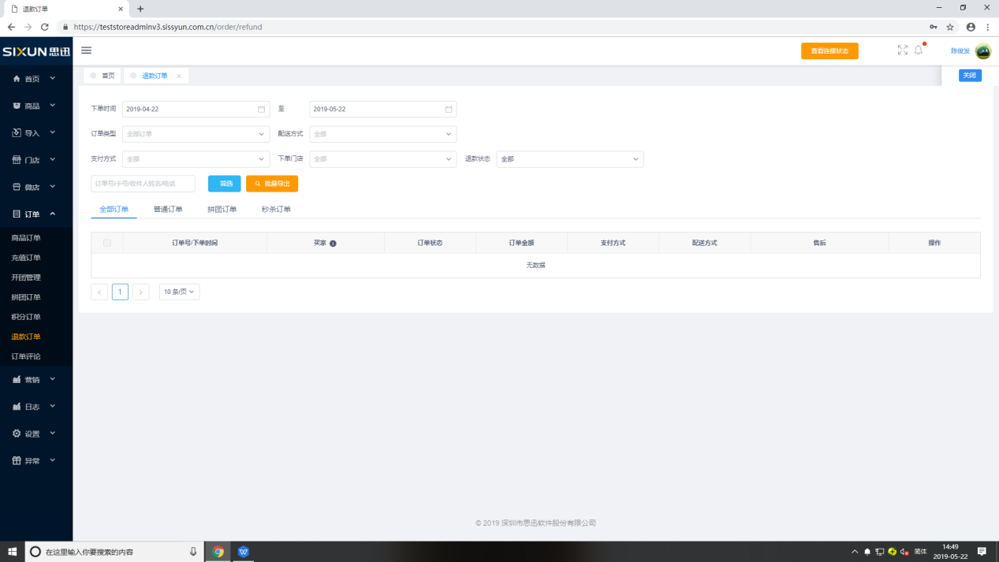 退款订单
https://teststoreadminv3.sissyun.com.cn/order/refund
SIXUN思迅
查看连接状态
陈俊发
首页
商品
导入
门店
微店
订单
商品订单
充值订单
开团管理
拼团订单
积分订单
退款订单
订单评论
营销
日志
设置
异常
首页 退款订单
关闭
下单时间 2019-04-22 至 2019-05-22
订单类型 全部订单 配送方式 全部
支付方式 全部 下单门店 全部 退款状态 全部
订单号/卡号/收件人姓名/电话 筛选 批量导出
全部订单 普通订单 拼团订单 秒杀订单
订单号/下单时间 买家 订单状态 订单金额 支付方式 配送方式 售后 操作
无数据
1 10 条/页
© 2019 深圳市思迅软件股份有限公司
在这里输入你要搜索的内容
简体
14:49
2019-05-22